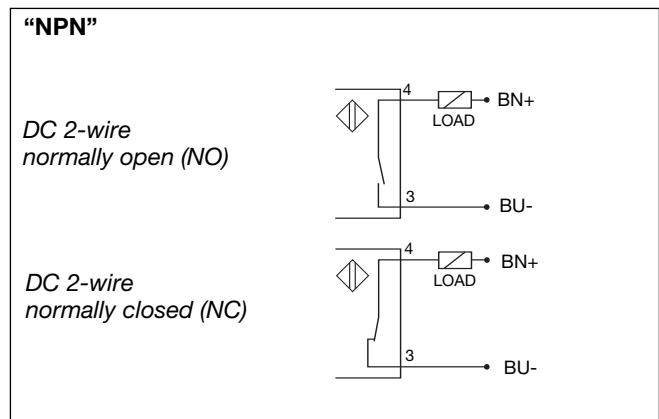 “NPN”
DC 2-wire
normally open (NO)
4
BN+
LOAD
3
BU-
DC 2-wire
normally closed (NC)
4
BN+
LOAD
3
BU-